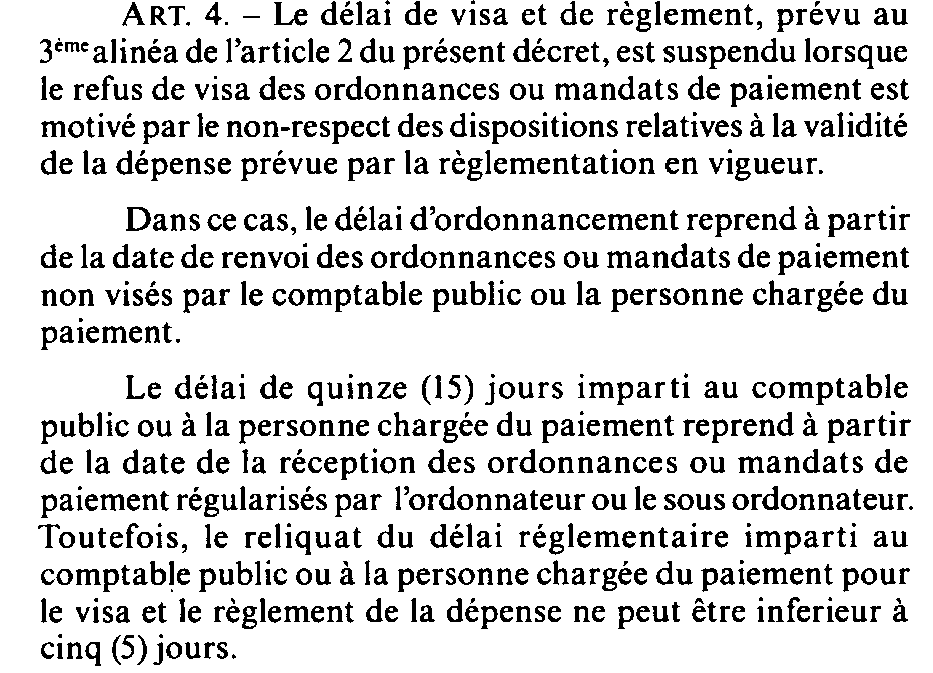 ART. 4. – Le délai de visa et de règlement, prévu au
3ème alinéa de l'article 2 du présent décret, est suspendu lorsque
le refus de visa des ordonnances ou mandats de paiement est
motivé par le non-respect des dispositions relatives à la validité
de la dépense prévue par la règlementation en vigueur.
Dans ce cas, le délai d'ordonnancement reprend à partir
de la date de renvoi des ordonnances ou mandats de paiement
non visés par le comptable public ou la personne chargée du
paiement.
Le délai de quinze (15) jours imparti au comptable
public ou à la personne chargée du paiement reprend à partir
de la date de la réception des ordonnances ou mandats de
paiement régularisés par l'ordonnateur ou le sous ordonnateur.
Toutefois, le reliquat du délai réglementaire imparti au
comptable public ou à la personne chargée du paiement pour
le visa et le règlement de la dépense ne peut être inferieur à
cinq (5) jours.